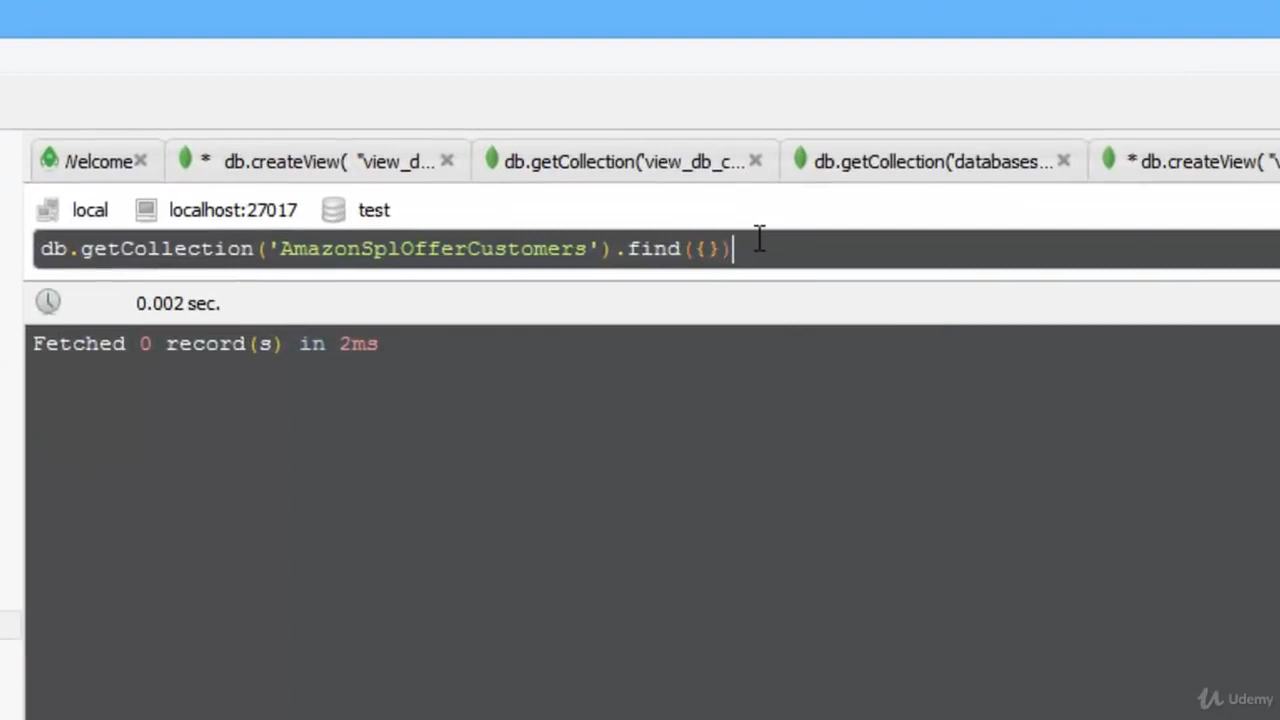 Welcome
* db.createView( "view_d...
db.getCollection('view_db_c...
db.getCollection('databases...
* db.createView( "v
local localhost:27017 test
db.getCollection('AmazonSplOfferCustomers').find({})
0.002 sec.
Fetched 0 record(s) in 2ms
Udemy